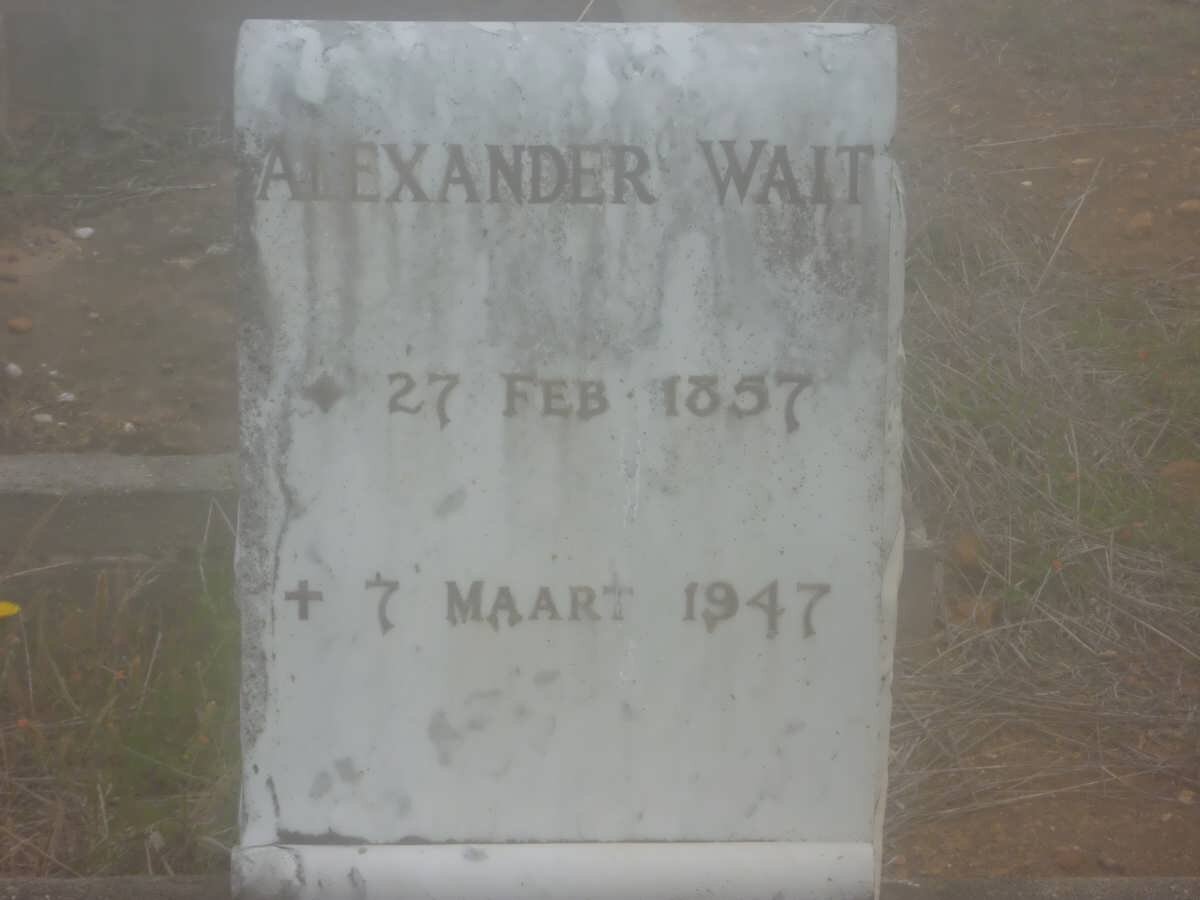 ALEXANDER WAIT
✦ 27 FEB 1857
✝ 7 MAART 1947